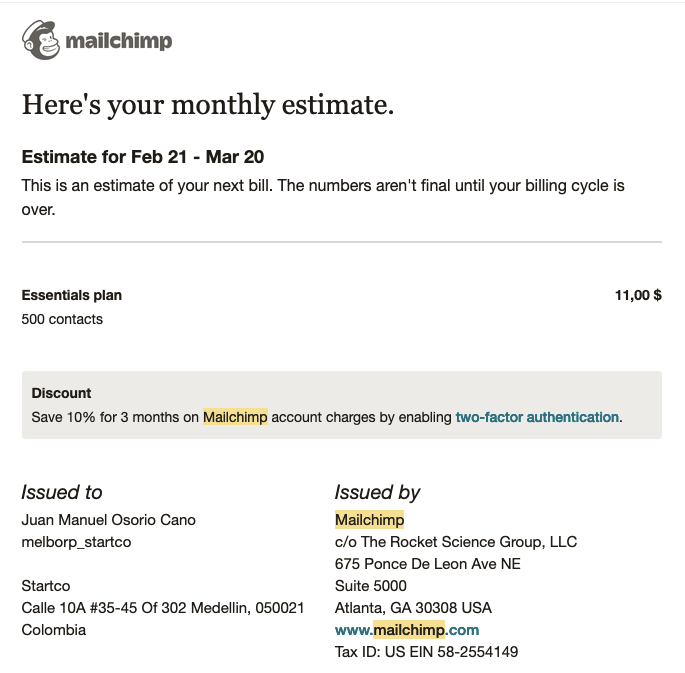 mailchimp
Here's your monthly estimate.
Estimate for Feb 21 - Mar 20
This is an estimate of your next bill. The numbers aren't final until your billing cycle is
over.
Essentials plan 11,00 $
500 contacts
Discount
Save 10% for 3 months on Mailchimp account charges by enabling two-factor authentication.
Issued to
Juan Manuel Osorio Cano
melborp_startco
Startco
Calle 10A #35-45 Of 302 Medellin, 050021
Colombia
Issued by
Mailchimp
c/o The Rocket Science Group, LLC
675 Ponce De Leon Ave NE
Suite 5000
Atlanta, GA 30308 USA
www.mailchimp.com
Tax ID: US EIN 58-2554149